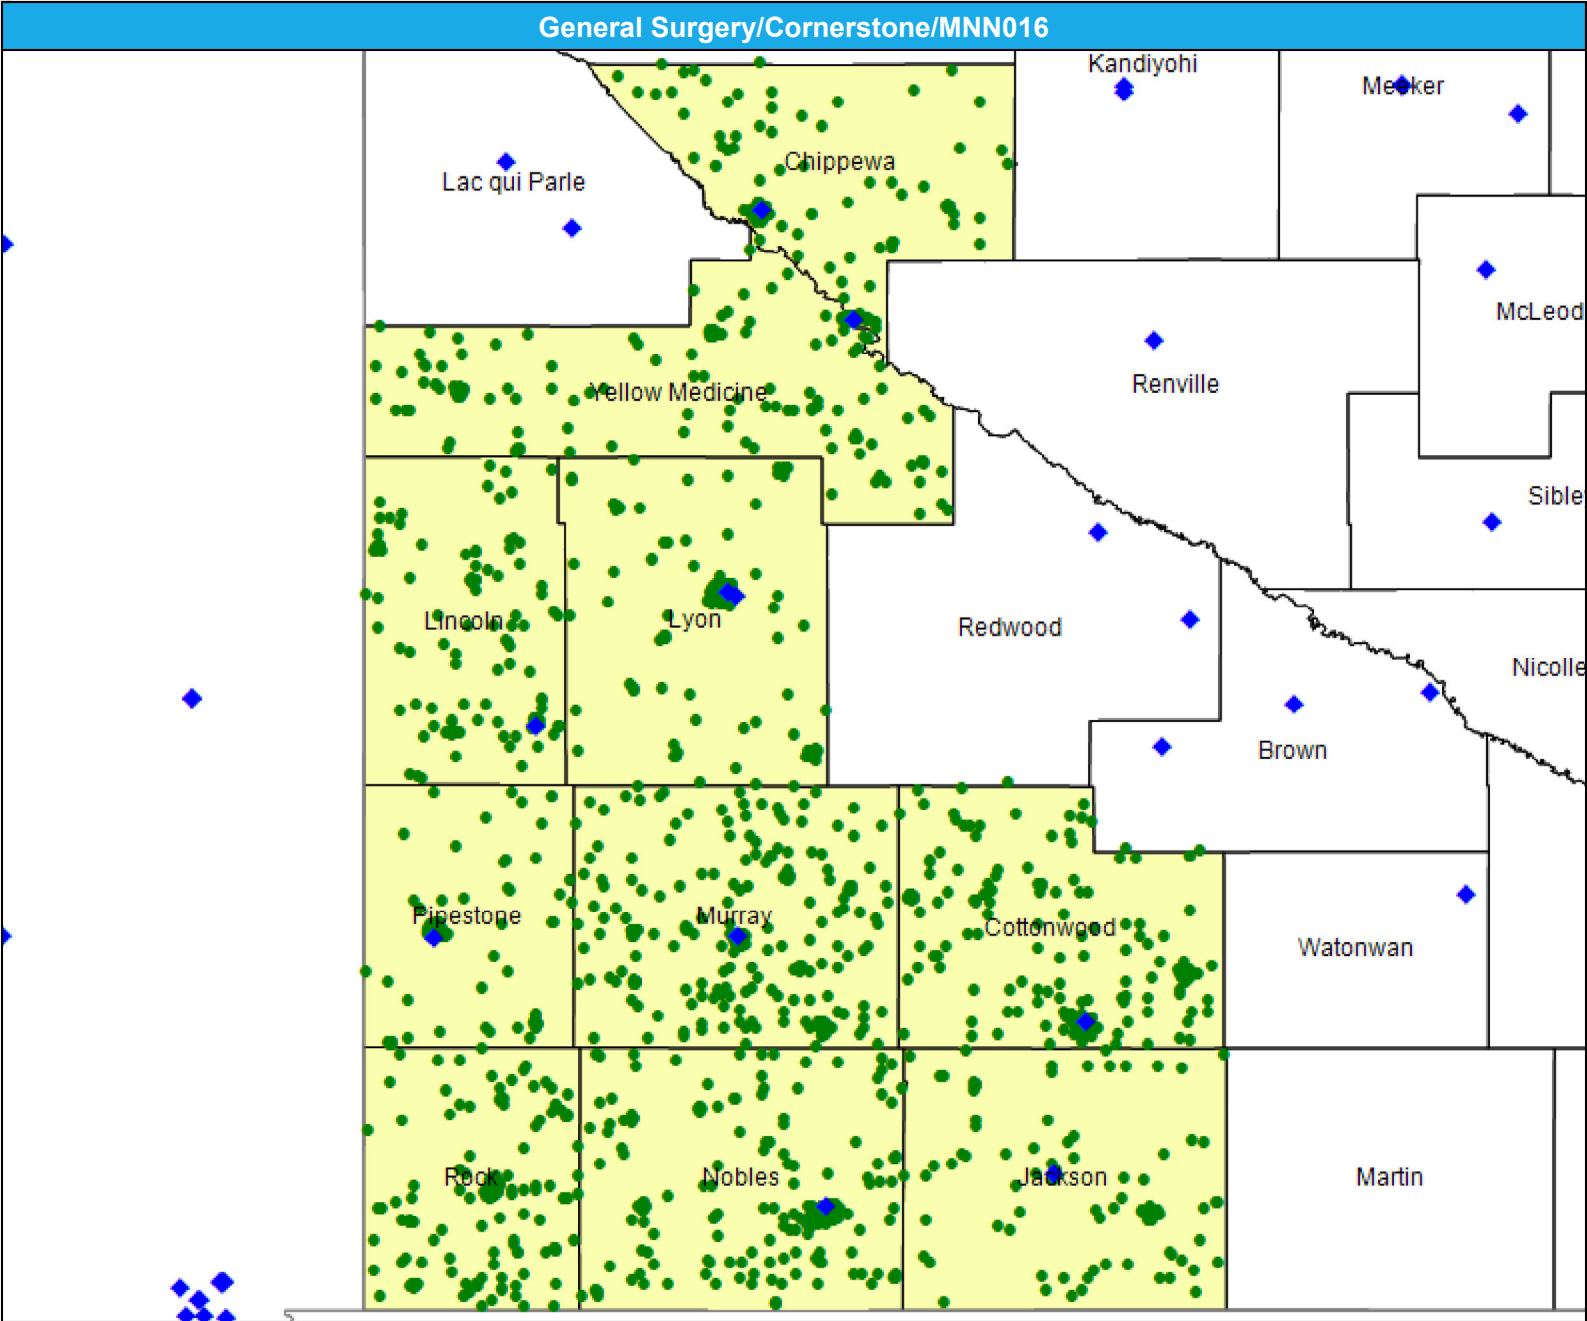 General Surgery/Cornerstone/MNN016
Kandiyohi
Meeker
Chippewa
Lac qui Parle
McLeod
Renville
Yellow Medicine
Sible
Lincoln
Lyon
Redwood
Nicolle
Brown
Pipestone
Murray
Cottonwood
Watonwan
Rock
Nobles
Jackson
Martin